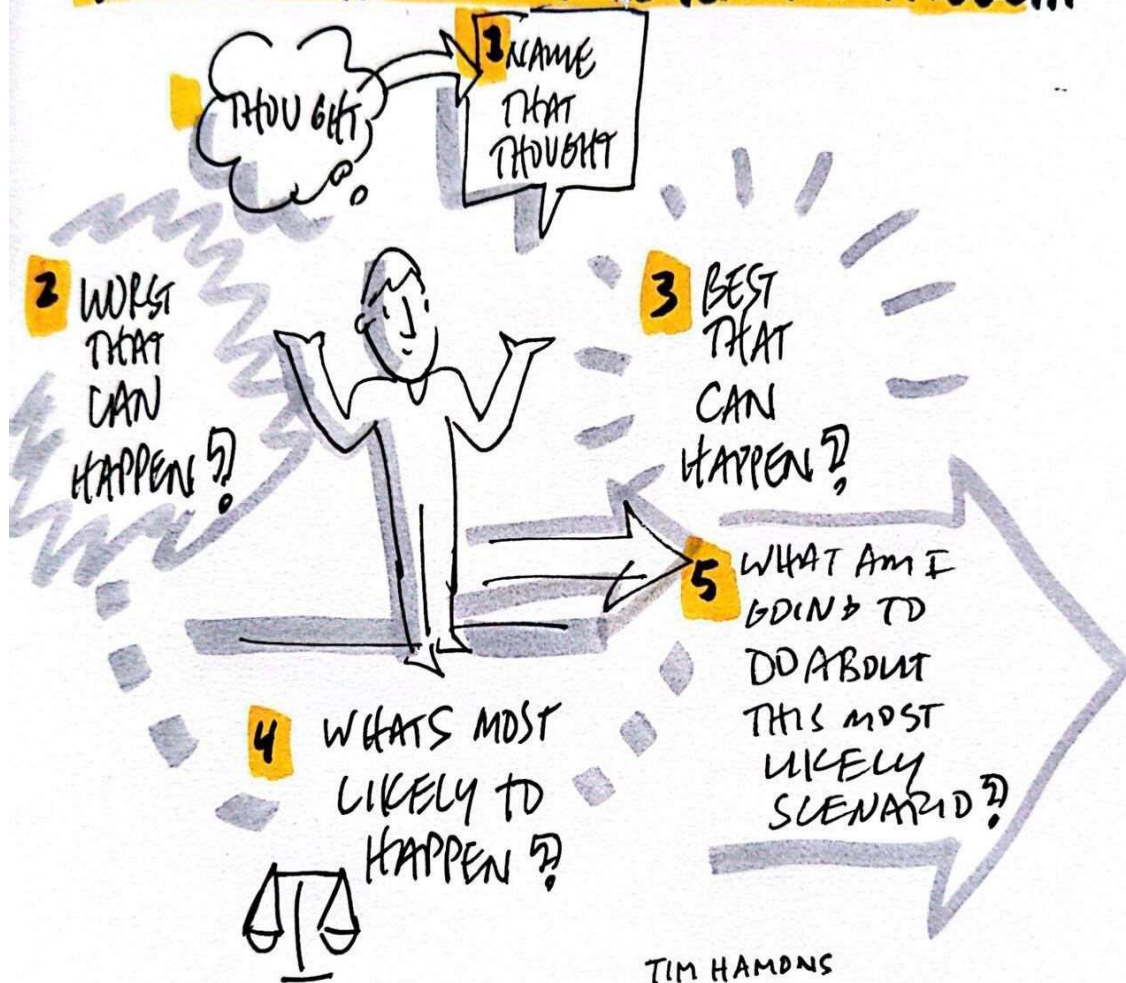 THOUGHT
1 NAME
THAT
THOUGHT
2 WORST
THAT
CAN
HAPPEN?
3 BEST
THAT
CAN
HAPPEN?
4 WHATS MOST
LIKELY TO
HAPPEN?
5 WHAT AM I
GOING TO
DO ABOUT
THIS MOST
LIKELY
SCENARIO?
TIM HAMONS